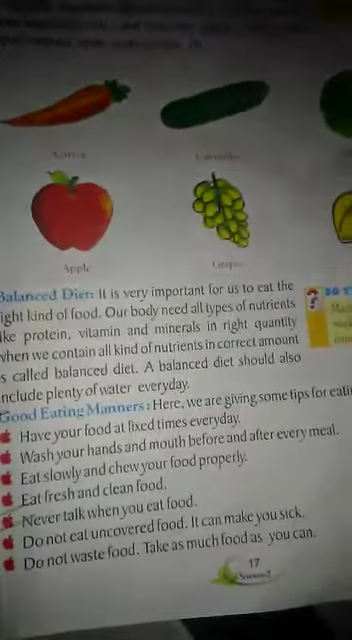 Carrot
Cucumber
Apple
Grapes
Balanced Diet: It is very important for us to eat the
ight kind of food. Our body need all types of nutrients
ike protein, vitamin and minerals in right quantity
when we contain all kind of nutrients in correct amount
s called balanced diet. A balanced diet should also
nclude plenty of water everyday.
Good Eating Manners: Here, we are giving some tips for eati
Have your food at fixed times everyday.
Wash your hands and mouth before and after every meal.
Eat slowly and chew your food properly.
Eat fresh and clean food.
Never talk when you eat food.
Do not eat uncovered food. It can make you sick.
Do not waste food. Take as much food as you can.
17